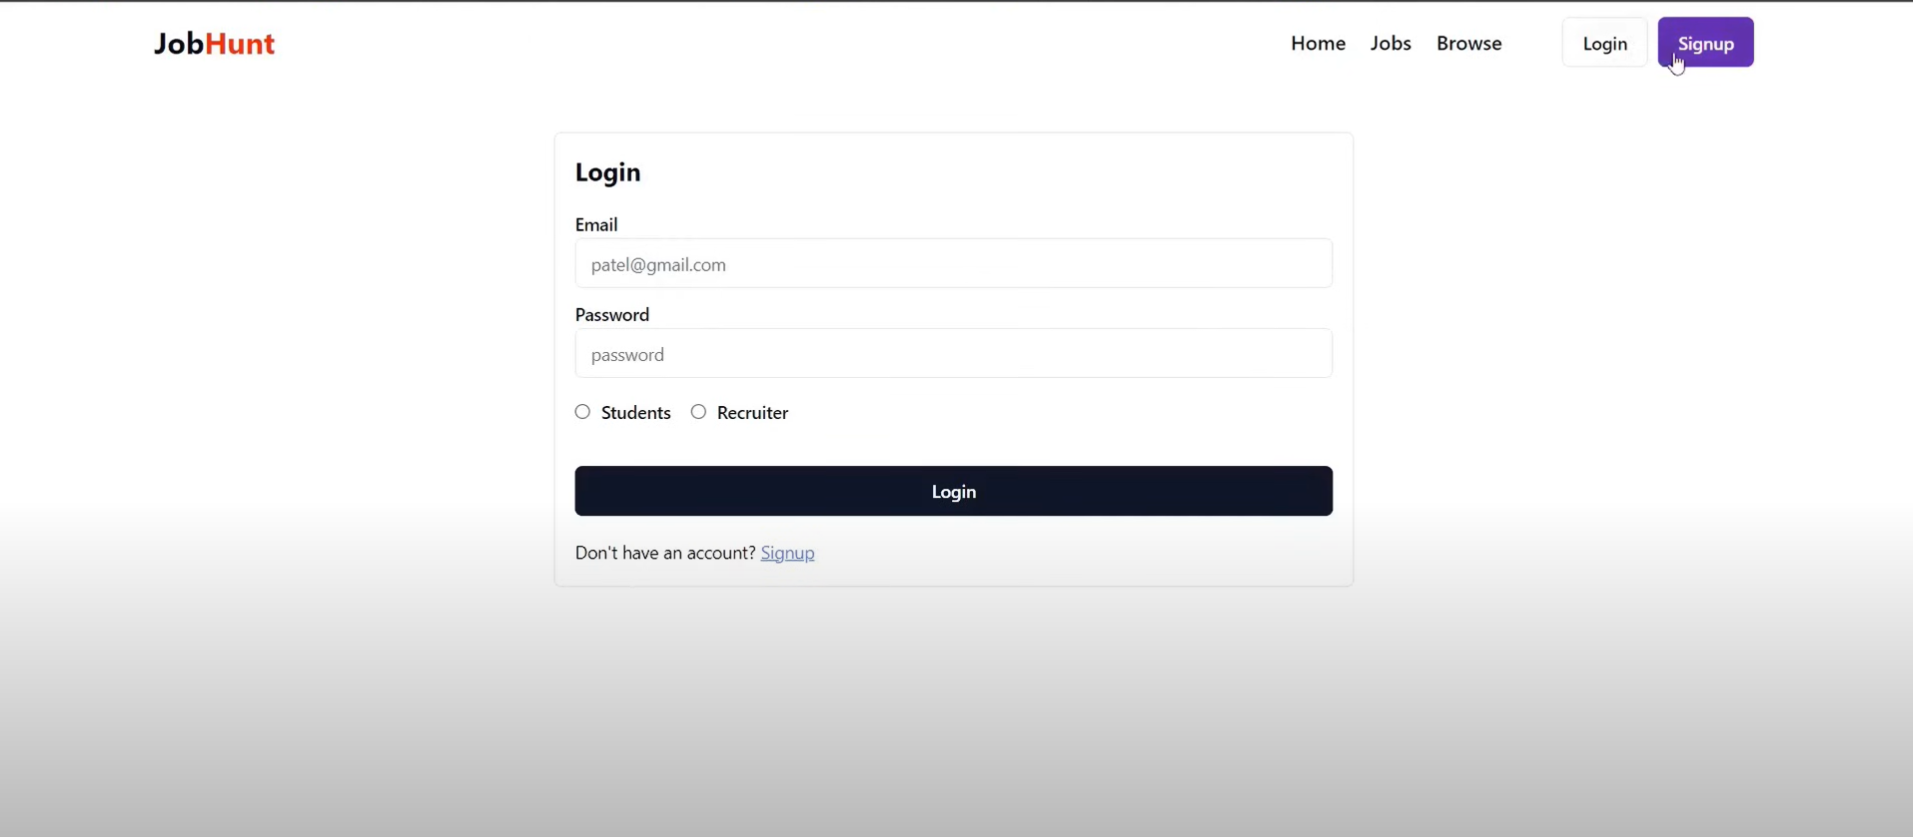 JobHunt Home Jobs Browse Login Signup
Login
Email
patel@gmail.com
Password
password
Students Recruiter
Login
Don't have an account? Signup